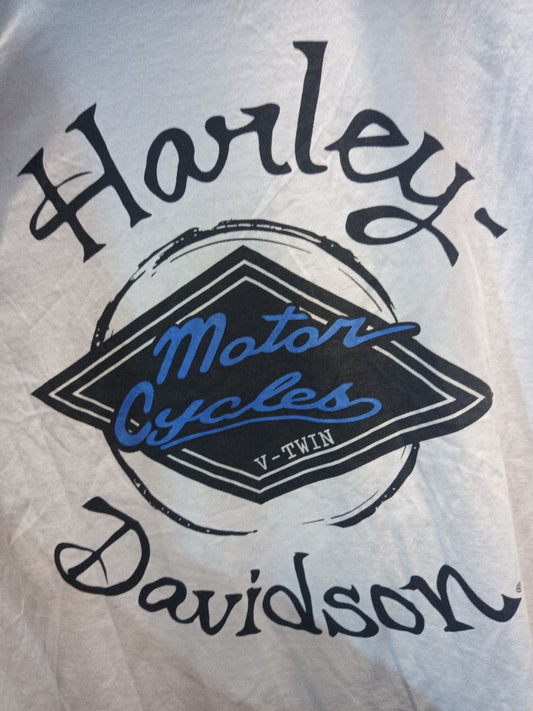 Harley-
Motor
Cycles
V-TWIN
Davidson